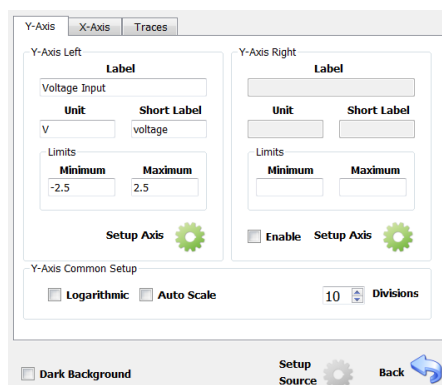 Y-Axis X-Axis Traces
Y-Axis Left
Label
Voltage Input
Unit Short Label
V voltage
Limits
Minimum Maximum
-2.5 2.5
Setup Axis
Y-Axis Right
Label
Unit Short Label
Limits
Minimum Maximum
Enable Setup Axis
Y-Axis Common Setup
Logarithmic Auto Scale 10 Divisions
Dark Background
Setup
Source
Back